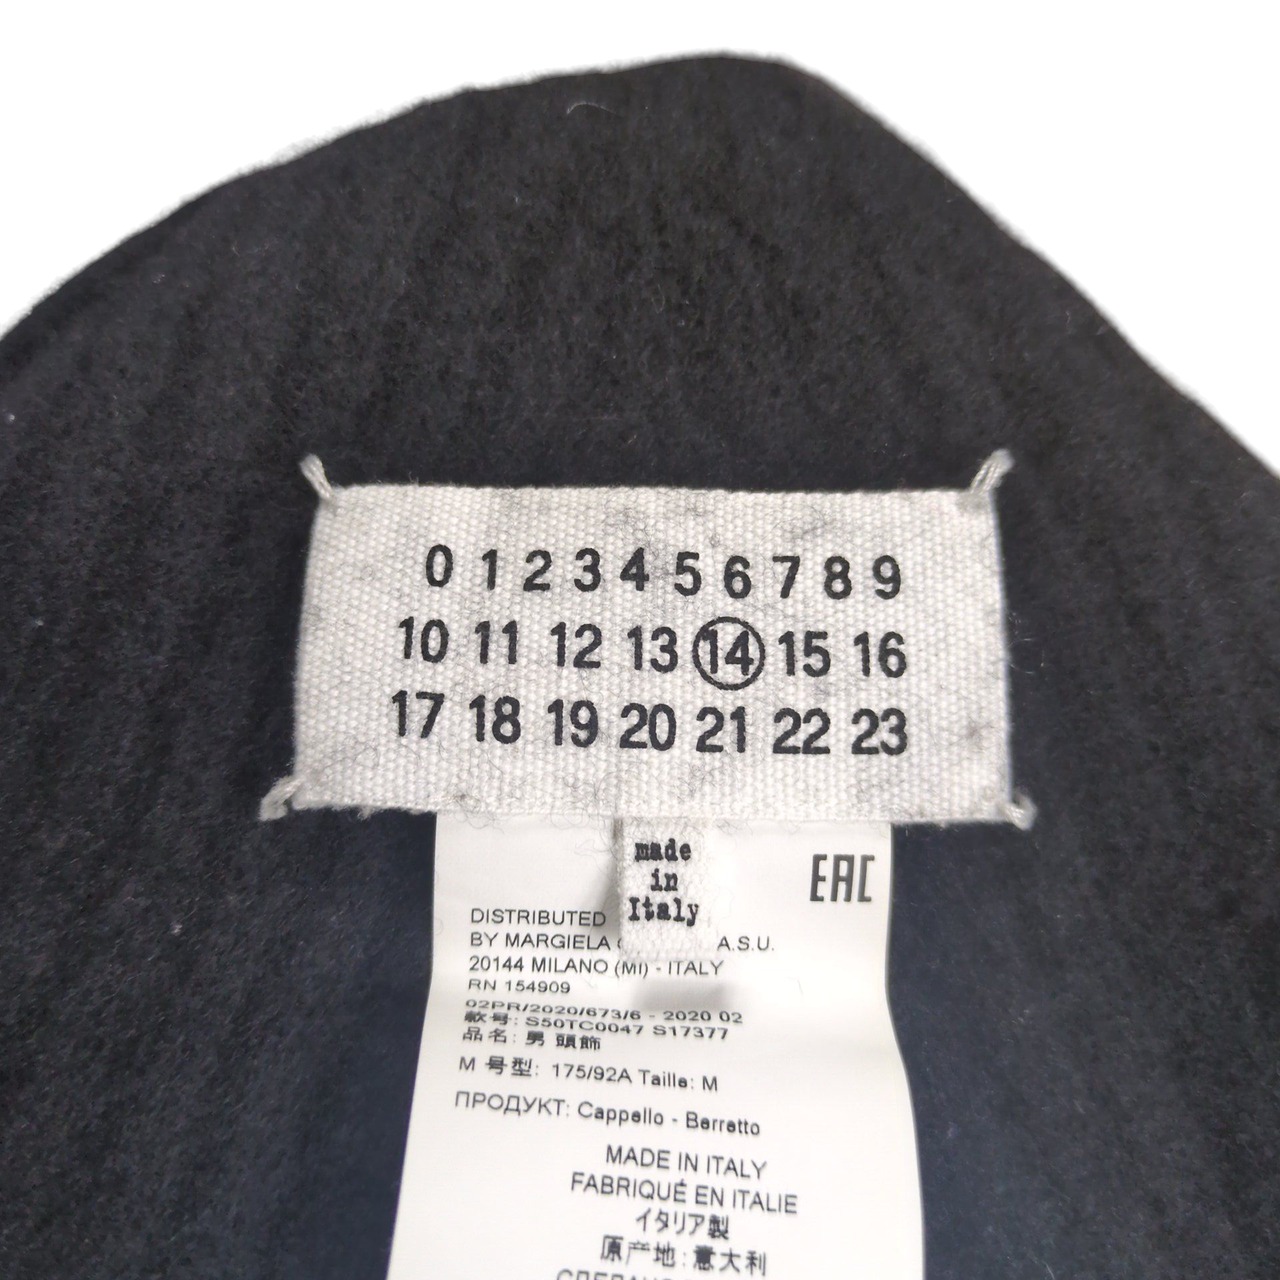 0 1 2 3 4 5 6 7 8 9
10 11 12 13 14 15 16
17 18 19 20 21 22 23
made
in
Italy
EAC
DISTRIBUTED
BY MARGIELA A.S.U.
20144 MILANO (MI) - ITALY
RN 154909
02PR/2020/673/6 - 2020 02
款号: S50TC0047 S17377
品名: 男 頭飾
M 号型: 175/92A Taille: M
ПРОДУКТ: Cappello - Berretto
MADE IN ITALY
FABRIQUÉ EN ITALIE
イタリア製
原产地:意大利